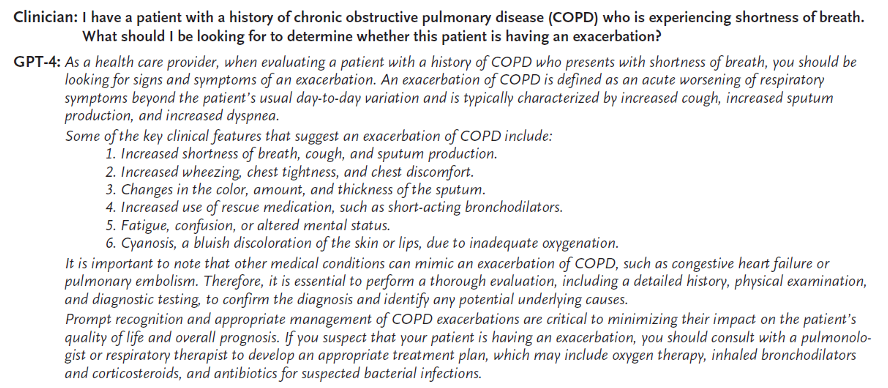 Clinician: I have a patient with a history of chronic obstructive pulmonary disease (COPD) who is experiencing shortness of breath.
What should I be looking for to determine whether this patient is having an exacerbation?
GPT-4: As a health care provider, when evaluating a patient with a history of COPD who presents with shortness of breath, you should be
looking for signs and symptoms of an exacerbation. An exacerbation of COPD is defined as an acute worsening of respiratory
symptoms beyond the patient's usual day-to-day variation and is typically characterized by increased cough, increased sputum
production, and increased dyspnea.
Some of the key clinical features that suggest an exacerbation of COPD include:
1. Increased shortness of breath, cough, and sputum production.
2. Increased wheezing, chest tightness, and chest discomfort.
3. Changes in the color, amount, and thickness of the sputum.
4. Increased use of rescue medication, such as short-acting bronchodilators.
5. Fatigue, confusion, or altered mental status.
6. Cyanosis, a bluish discoloration of the skin or lips, due to inadequate oxygenation.
It is important to note that other medical conditions can mimic an exacerbation of COPD, such as congestive heart failure or
pulmonary embolism. Therefore, it is essential to perform a thorough evaluation, including a detailed history, physical examination,
and diagnostic testing, to confirm the diagnosis and identify any potential underlying causes.
Prompt recognition and appropriate management of COPD exacerbations are critical to minimizing their impact on the patient's
quality of life and overall prognosis. If you suspect that your patient is having an exacerbation, you should consult with a pulmonolo-
gist or respiratory therapist to develop an appropriate treatment plan, which may include oxygen therapy, inhaled bronchodilators
and corticosteroids, and antibiotics for suspected bacterial infections.